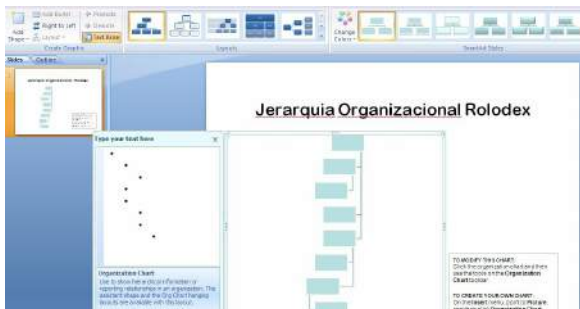 Add Bullet
Promote
Add
Shape
Right to Left
Demote
Layout
Text Pane
Create Graphic
Layouts
Change
Colors
SmartArt Styles
Slides
Outline
Jerarquia Organizacional Rolodex
Jerarquia Organizacional Rolodex
Type your text here
X
Organization Chart
Use to show hierarchical information or
reporting relationships in an organization. The
assistant shape and the Org Chart hanging
layouts are available with this layout.
TO MODIFY THIS CHART:
Click the organization chart and then
use the tools on the Organization
Chart toolbar
TO CREATE YOUR OWN CHART:
On the Insert menu, point to Picture,